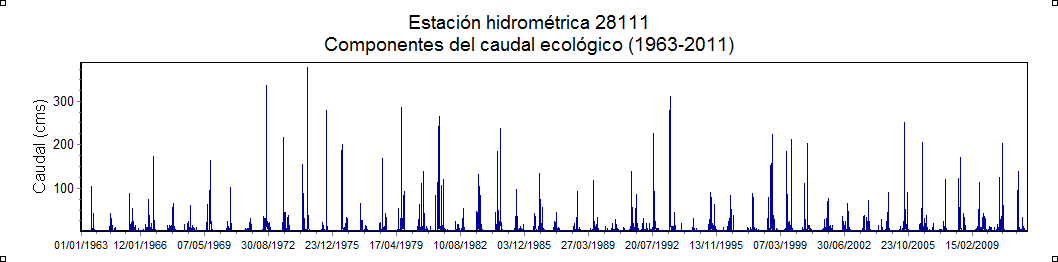 Estación hidrométrica 28111
Componentes del caudal ecológico (1963-2011)
Caudal (cms)
300
200
100
01/01/1963 12/01/1966 07/05/1969 30/08/1972 23/12/1975 17/04/1979 10/08/1982 03/12/1985 27/03/1989 20/07/1992 13/11/1995 07/03/1999 30/06/2002 23/10/2005 15/02/2009